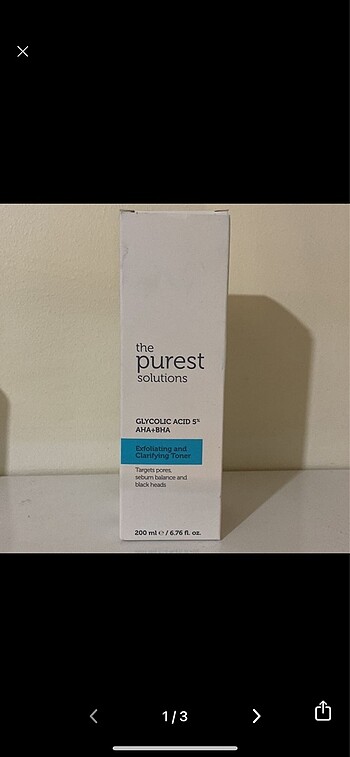 the
purest
solutions
GLYCOLIC ACID 5%
AHA+BHA
Exfoliating and
Clarifying Toner
Targets pores,
sebum balance and
black heads
200 ml ℮ / 6.76 fl. oz.
1/3